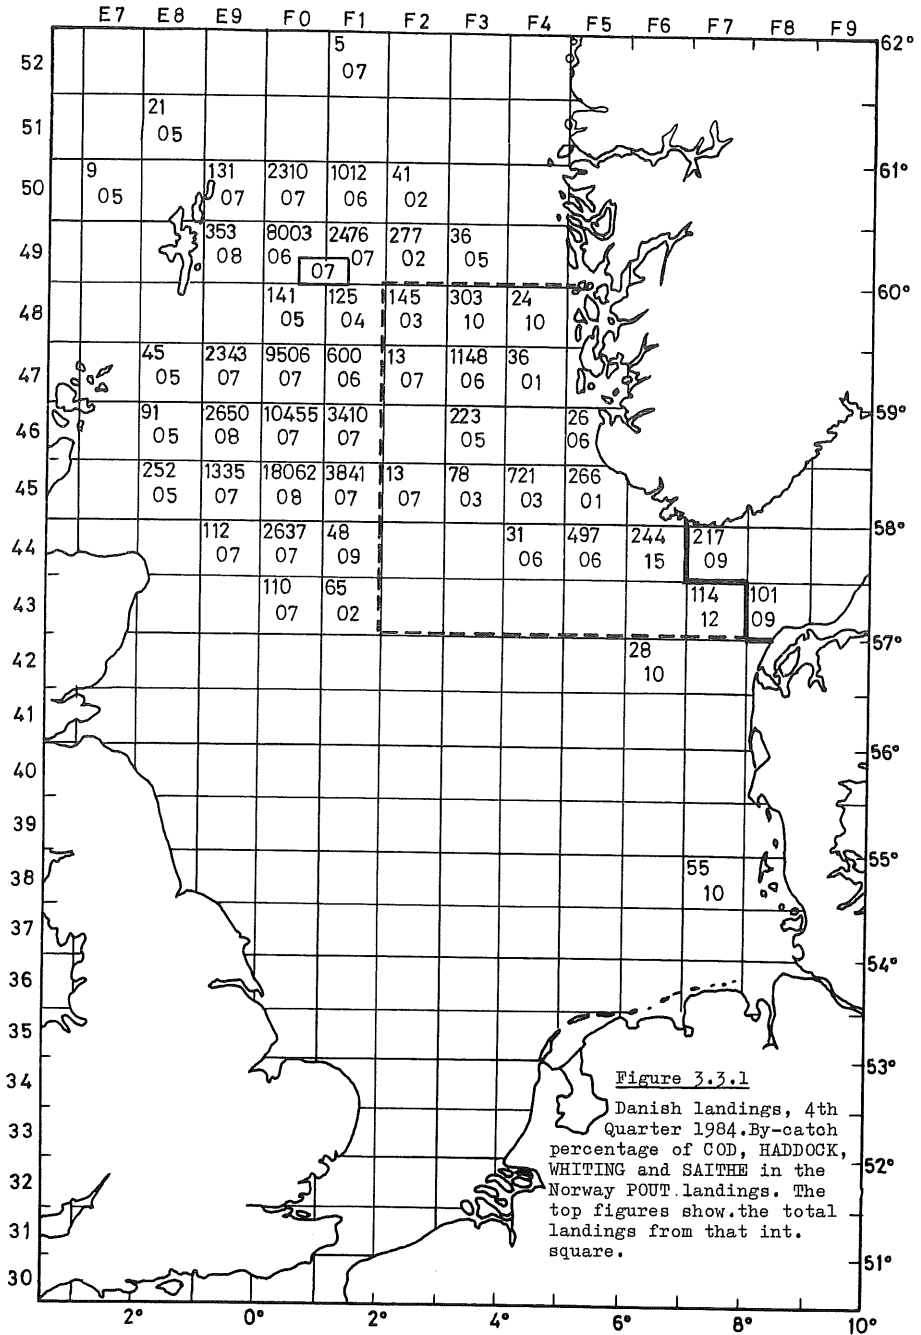 E7 E8 E9 F0 F1 F2 F3 F4 F5 F6 F7 F8 F9
62°
52 5
07
51 21
05
61°
50 9 131 2310 1012 41
05 07 07 06 02
49 353 8003 2476 277 36
08 06 07 02 05
07
60°
48 141 125 145 303 24
05 04 03 10 10
47 45 2343 9506 600 13 1148 36
05 07 07 06 07 06 01
59°
46 91 2650 10455 3410 223 26
05 08 07 07 05 06
45 252 1335 18062 3841 13 78 721 266
05 07 08 07 07 03 03 01
58°
44 112 2637 48 31 497 244 217
07 07 09 06 06 15 09
43 110 65 114 101
07 02 12 09
57°
42 28
10
41
56°
40
39
55°
38 55
10
37
54°
36
35
53°
34
33
52°
32
31
51°
30
2° 0° 2° 4° 6° 8° 10°
Figure 3.3.1
Danish landings, 4th
Quarter 1984.By-catch
percentage of COD, HADDOCK,
WHITING and SAITHE in the
Norway POUT landings. The
top figures show.the total
landings from that int.
square.